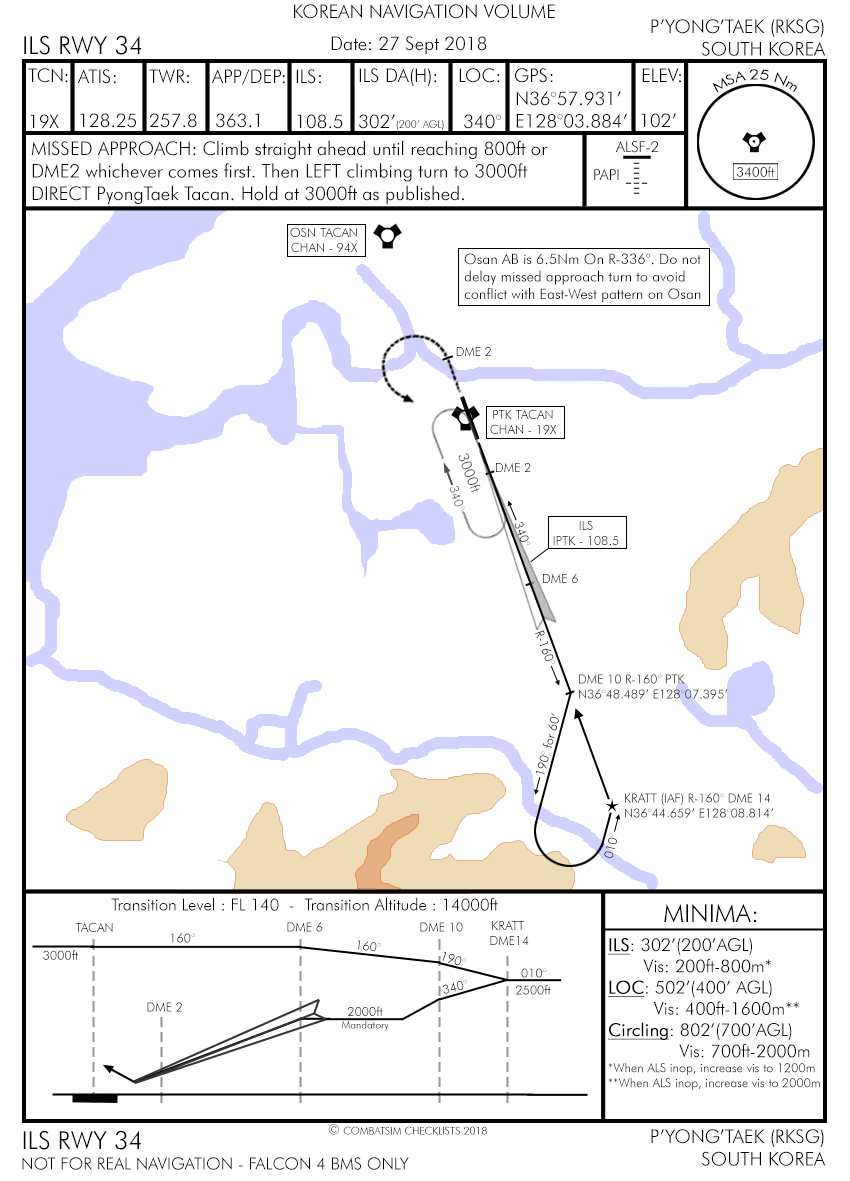 KOREAN NAVIGATION VOLUME
ILS RWY 34
Date: 27 Sept 2018
P'YONG'TAEK (RKSG)
SOUTH KOREA
TCN:
19X
ATIS:
128.25
TWR:
257.8
APP/DEP:
363.1
ILS:
108.5
ILS DA(H):
302'(200' AGL)
LOC:
340°
GPS:
N36°57.931'
E128°03.884'
ELEV:
102'
MSA 25 Nm
3400ft
MISSED APPROACH: Climb straight ahead until reaching 800ft or
DME2 whichever comes first. Then LEFT climbing turn to 3000ft
DIRECT PyongTaek Tacan. Hold at 3000ft as published.
ALSF-2
PAPI
OSN TACAN
CHAN - 94X
Osan AB is 6.5Nm On R-336°. Do not
delay missed approach turn to avoid
conflict with East-West pattern on Osan
DME 2
PTK TACAN
CHAN - 19X
3000ft
DME 2
340°
340°
ILS
IPTK - 108.5
DME 6
R-160°
DME 10 R-160° PTK
N36°48.489' E128°07.395'
190° for 60'
KRATT (IAF) R-160° DME 14
N36°44.659' E128°08.814'
010°
Transition Level : FL 140 - Transition Altitude : 14000ft
TACAN
DME 6
DME 10
KRATT
DME14
160°
3000ft
160°
190°
010°
2500ft
340°
DME 2
2000ft
Mandatory
MINIMA:
ILS: 302'(200'AGL)
Vis: 200ft-800m*
LOC: 502'(400' AGL)
Vis: 400ft-1600m**
Circling: 802'(700'AGL)
Vis: 700ft-2000m
*When ALS inop, increase vis to 1200m
**When ALS inop, increase vis to 2000m
© COMBATSIM CHECKLISTS 2018
ILS RWY 34
NOT FOR REAL NAVIGATION - FALCON 4 BMS ONLY
P'YONG'TAEK (RKSG)
SOUTH KOREA